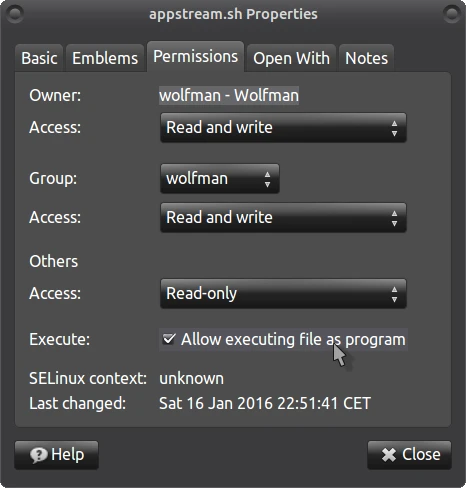 appstream.sh Properties
Basic Emblems Permissions Open With Notes
Owner: wolfman - Wolfman
Access: Read and write
Group: wolfman
Access: Read and write
Others
Access: Read-only
Execute: Allow executing file as program
SELinux context: unknown
Last changed: Sat 16 Jan 2016 22:51:41 CET
Help Close